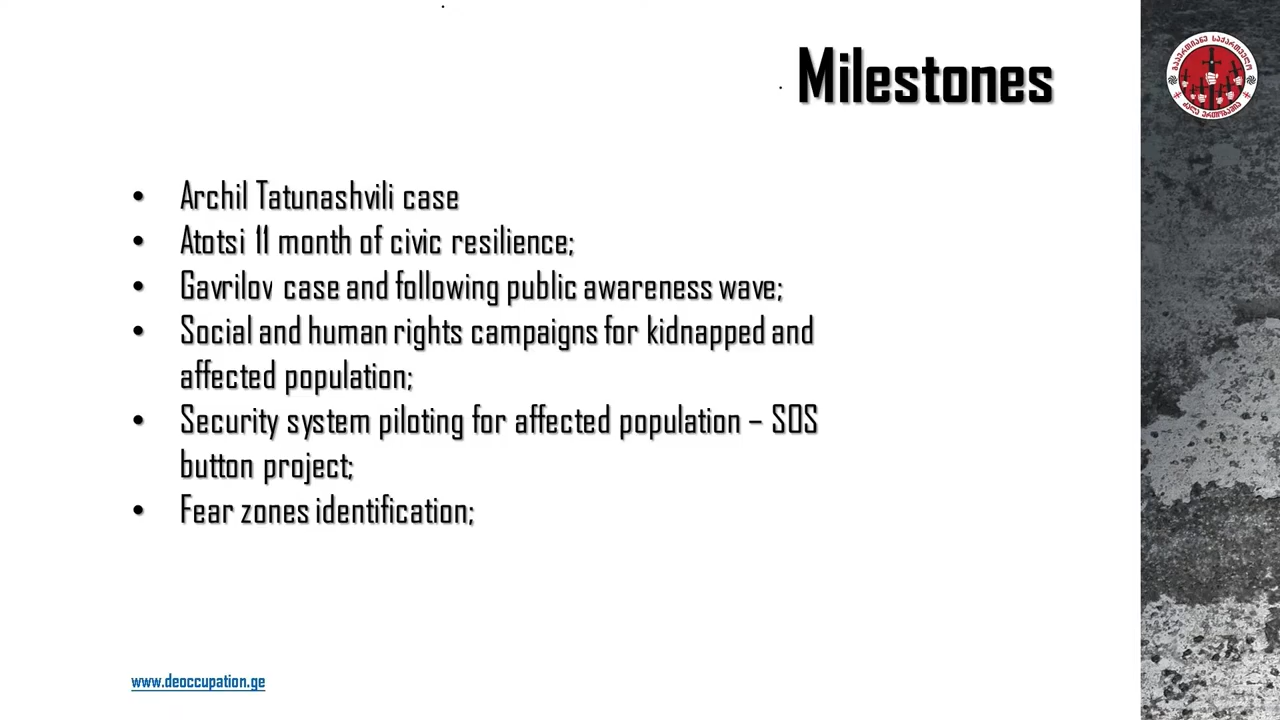 Milestones
• Archil Tatunashvili case
• Atotsi 11 month of civic resilience;
• Gavrilov case and following public awareness wave;
• Social and human rights campaigns for kidnapped and
affected population;
• Security system piloting for affected population – SOS
button project;
• Fear zones identification;
www.deoccupation.ge